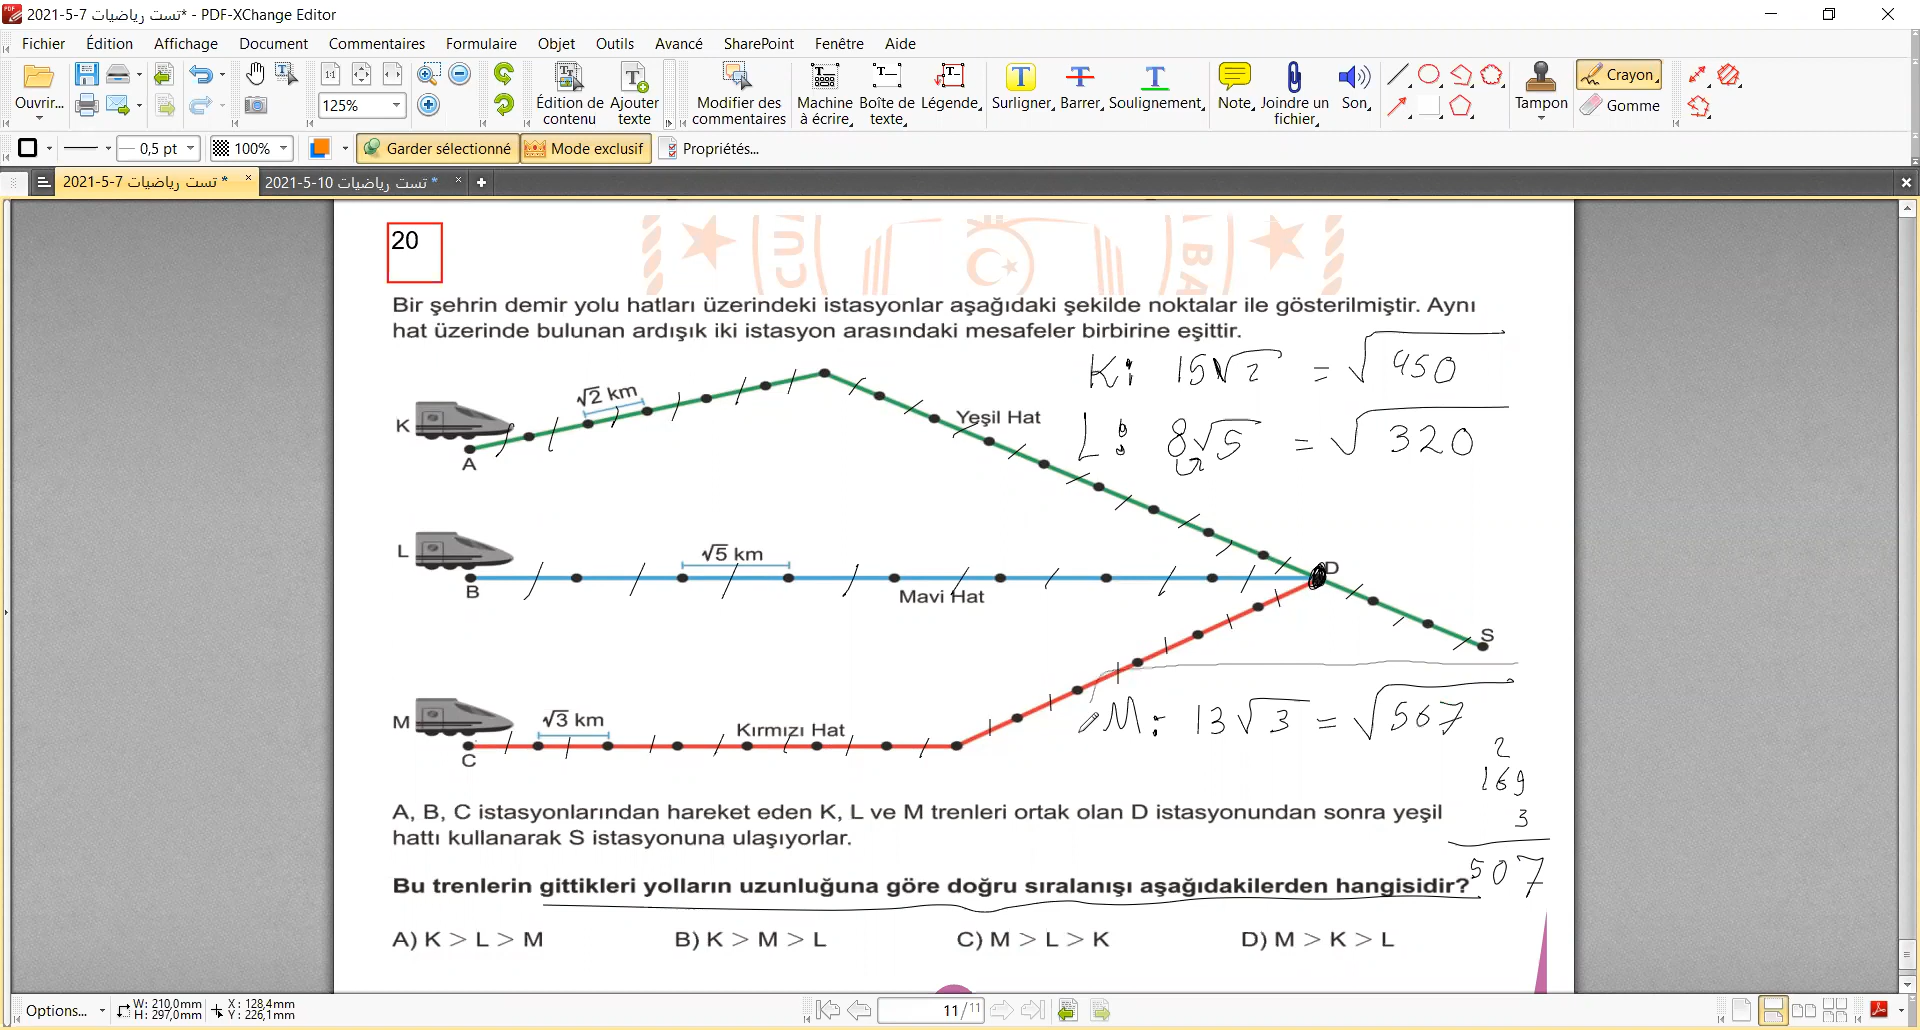 2021-5-7 تست رياضيات* - PDF-XChange Editor
Fichier Édition Affichage Document Commentaires Formulaire Objet Outils Avancé SharePoint Fenêtre Aide
Ouvrir...
125%
Édition de contenu
Ajouter texte
Modifier des commentaires
Machine à écrire
Boîte de texte
Légende
Surligner
Barrer
Soulignement
Note
Joindre un fichier
Son
Tampon
Crayon
Gomme
0,5 pt 100% Garder sélectionné Mode exclusif Propriétés...
2021-5-7 تست رياضيات * 2021-5-10 تست رياضيات *
20
Bir şehrin demir yolu hatları üzerindeki istasyonlar aşağıdaki şekilde noktalar ile gösterilmiştir. Aynı
hat üzerinde bulunan ardışık iki istasyon arasındaki mesafeler birbirine eşittir.
K: 15√2 = √450
√2 km
K
Yeşil Hat
L: 8√5 = √320
A
L
√5 km
D
B
Mavi Hat
S
M
√3 km
Kırmızı Hat
M: 13√3 = √567
C
2
169
3
507
A, B, C istasyonlarından hareket eden K, L ve M trenleri ortak olan D istasyonundan sonra yeşil
hattı kullanarak S istasyonuna ulaşıyorlar.
Bu trenlerin gittikleri yolların uzunluğuna göre doğru sıralanışı aşağıdakilerden hangisidir?
A) K > L > M B) K > M > L C) M > L > K D) M > K > L
Options... W: 210,0mm H: 297,0mm X: 128,4mm Y: 226,1mm 11/11